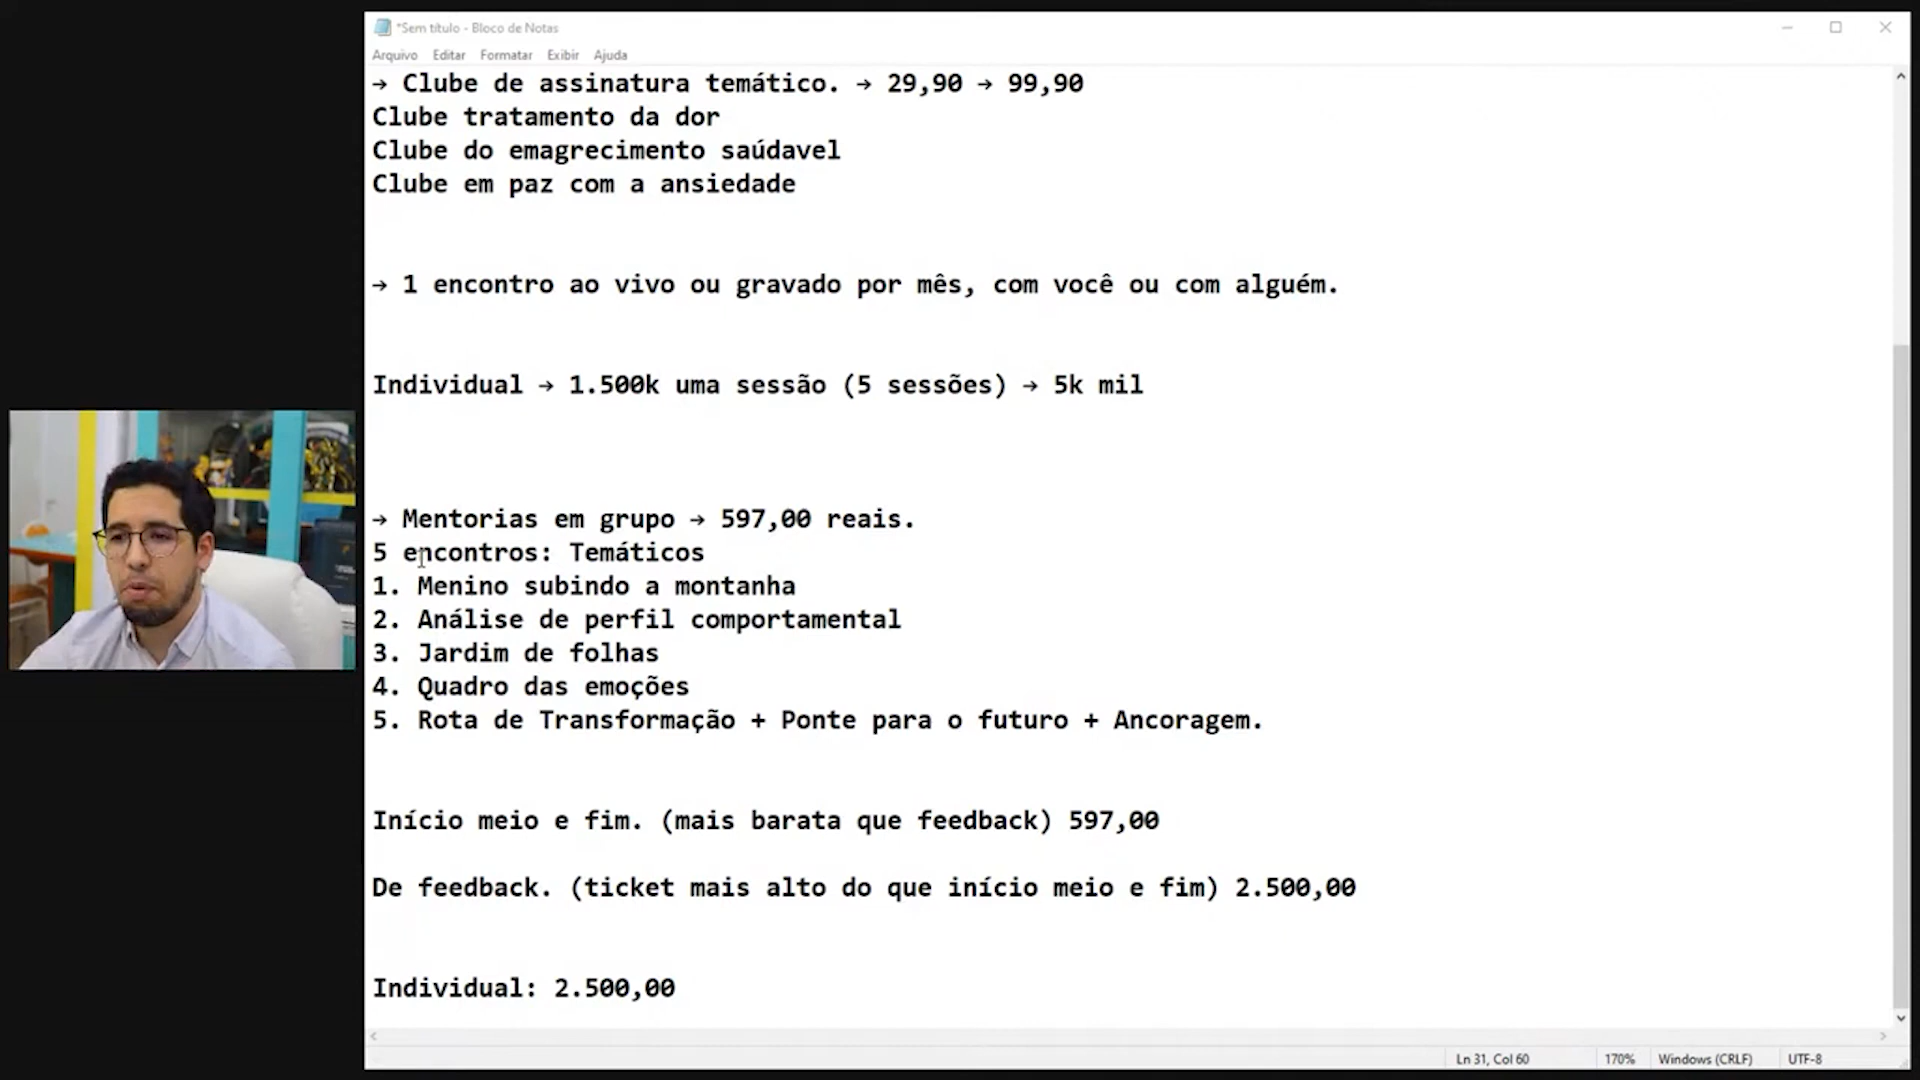 *Sem título - Bloco de Notas
Arquivo Editar Formatar Exibir Ajuda
→ Clube de assinatura temático. → 29,90 → 99,90
Clube tratamento da dor
Clube do emagrecimento saúdavel
Clube em paz com a ansiedade
→ 1 encontro ao vivo ou gravado por mês, com você ou com alguém.
Individual → 1.500k uma sessão (5 sessões) → 5k mil
→ Mentorias em grupo → 597,00 reais.
5 encontros: Temáticos
1. Menino subindo a montanha
2. Análise de perfil comportamental
3. Jardim de folhas
4. Quadro das emoções
5. Rota de Transformação + Ponte para o futuro + Ancoragem.
Início meio e fim. (mais barata que feedback) 597,00
De feedback. (ticket mais alto do que início meio e fim) 2.500,00
Individual: 2.500,00
Ln 31, Col 60 170% Windows (CRLF) UTF-8